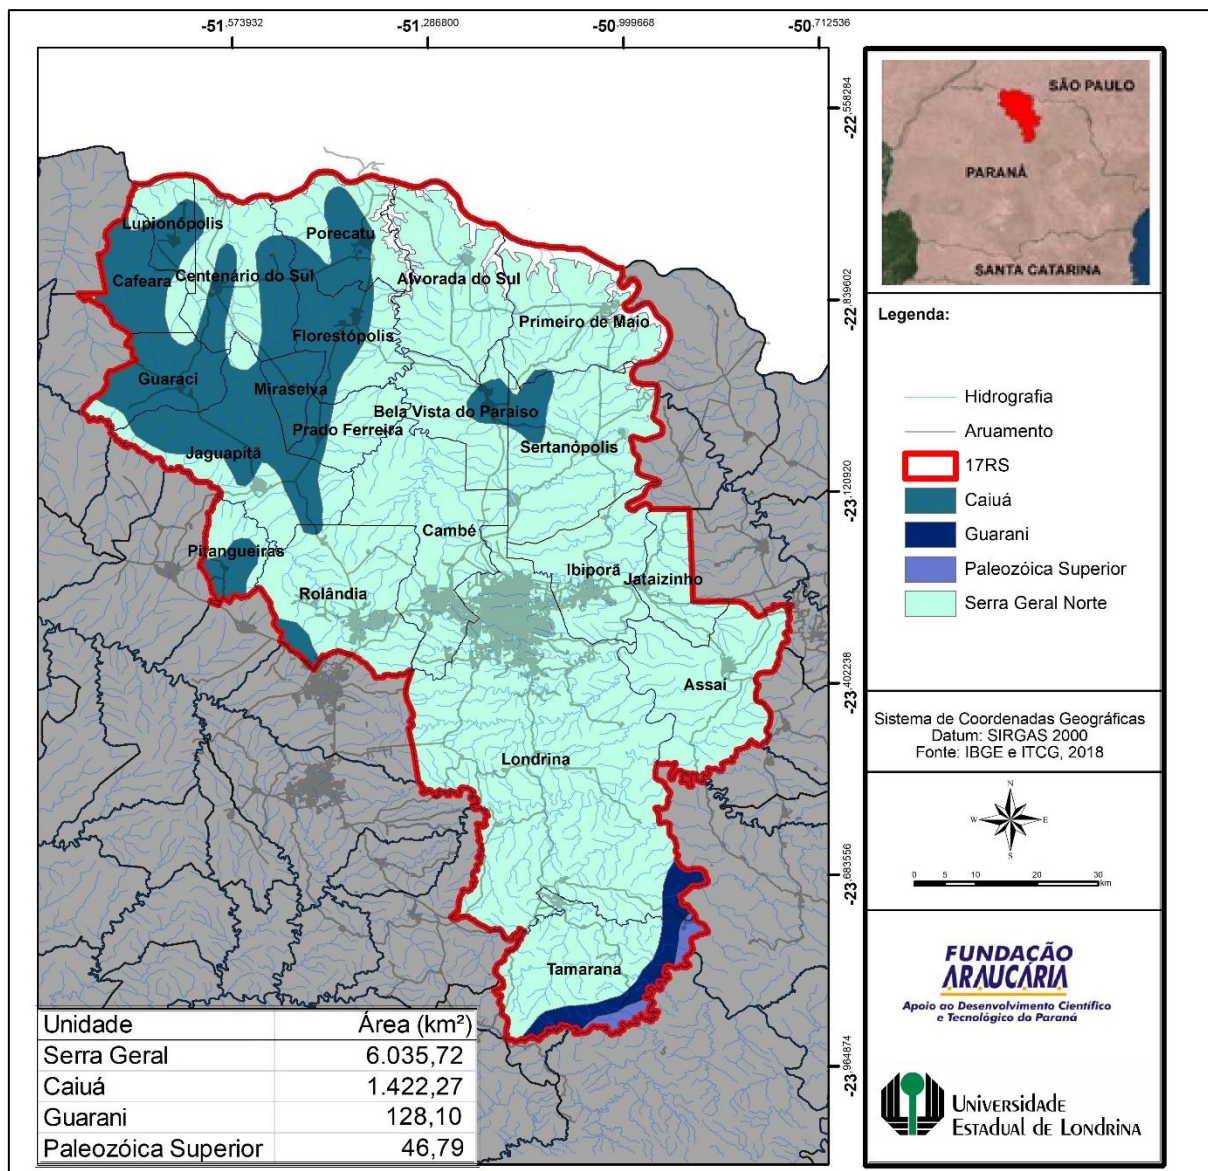 -51,573932
-51,286800
-50,999668
-50,712536
-22,558284
-22,839602
-23,120920
-23,402238
-23,683556
-23,964874
Lupionópolis
Porecatu
Cafeara
Centenário do Sul
Alvorada do Sul
Primeiro de Maio
Florestópolis
Guaraci
Miraselva
Bela Vista do Paraíso
Prado Ferreira
Sertanópolis
Jaguapitã
Cambé
Pitangueiras
Ibiporã
Jataizinho
Rolândia
Assaí
Londrina
Tamarana
Unidade Área (km²)
Serra Geral 6.035,72
Caiuá 1.422,27
Guarani 128,10
Paleozóica Superior 46,79
SÃO PAULO
PARANÁ
SANTA CATARINA
Legenda:
Hidrografia
Aruamento
17RS
Caiuá
Guarani
Paleozóica Superior
Serra Geral Norte
Sistema de Coordenadas Geográficas
Datum: SIRGAS 2000
Fonte: IBGE e ITCG, 2018
N
W E
S
0 5 10 20 30
km
FUNDAÇÃO
ARAUCÁRIA
Apoio ao Desenvolvimento Científico
e Tecnológico do Paraná
UNIVERSIDADE
ESTADUAL DE LONDRINA